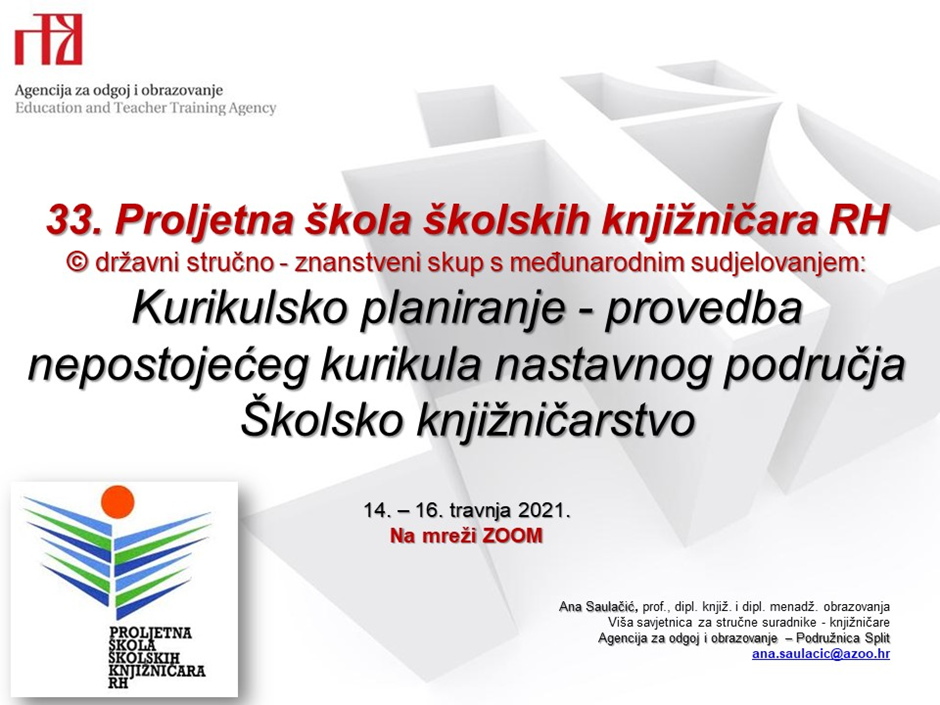 Agencija za odgoj i obrazovanje
Education and Teacher Training Agency
33. Proljetna škola školskih knjižničara RH
© državni stručno - znanstveni skup s međunarodnim sudjelovanjem:
Kurikulsko planiranje - provedba
nepostojećeg kurikula nastavnog područja
Školsko knjižničarstvo
14. – 16. travnja 2021.
Na mreži ZOOM
PROLJETNA
ŠKOLA
ŠKOLSKIH
KNJIŽNIČARA
RH
Ana Saulačić, prof., dipl. knjiž. i dipl. menadž. obrazovanja
Viša savjetnica za stručne suradnike - knjižničare
Agencija za odgoj i obrazovanje – Podružnica Split
ana.saulacic@azoo.hr